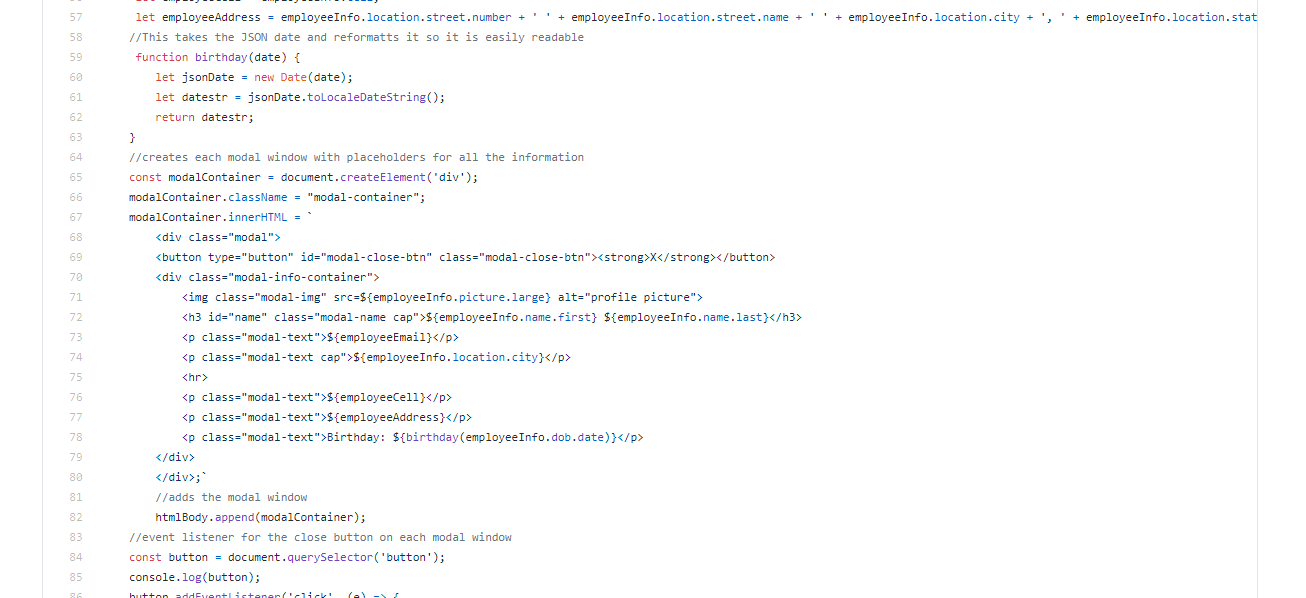 57 let employeeAddress = employeeInfo.location.street.number + ' ' + employeeInfo.location.street.name + ' ' + employeeInfo.location.city + ', ' + employeeInfo.location.stat
58 //This takes the JSON date and reformatts it so it is easily readable
59 function birthday(date) {
60 let jsonDate = new Date(date);
61 let datestr = jsonDate.toLocaleDateString();
62 return datestr;
63 }
64 //creates each modal window with placeholders for all the information
65 const modalContainer = document.createElement('div');
66 modalContainer.className = "modal-container";
67 modalContainer.innerHTML = `
68 <div class="modal">
69 <button type="button" id="modal-close-btn" class="modal-close-btn"><strong>X</strong></button>
70 <div class="modal-info-container">
71 <img class="modal-img" src=${employeeInfo.picture.large} alt="profile picture">
72 <h3 id="name" class="modal-name cap">${employeeInfo.name.first} ${employeeInfo.name.last}</h3>
73 <p class="modal-text">${employeeEmail}</p>
74 <p class="modal-text cap">${employeeInfo.location.city}</p>
75 <hr>
76 <p class="modal-text">${employeeCell}</p>
77 <p class="modal-text">${employeeAddress}</p>
78 <p class="modal-text">Birthday: ${birthday(employeeInfo.dob.date)}</p>
79 </div>
80 </div>;`
81 //adds the modal window
82 htmlBody.append(modalContainer);
83 //event listener for the close button on each modal window
84 const button = document.querySelector('button');
85 console.log(button);
86 button.addEventListener('click', (e) => {